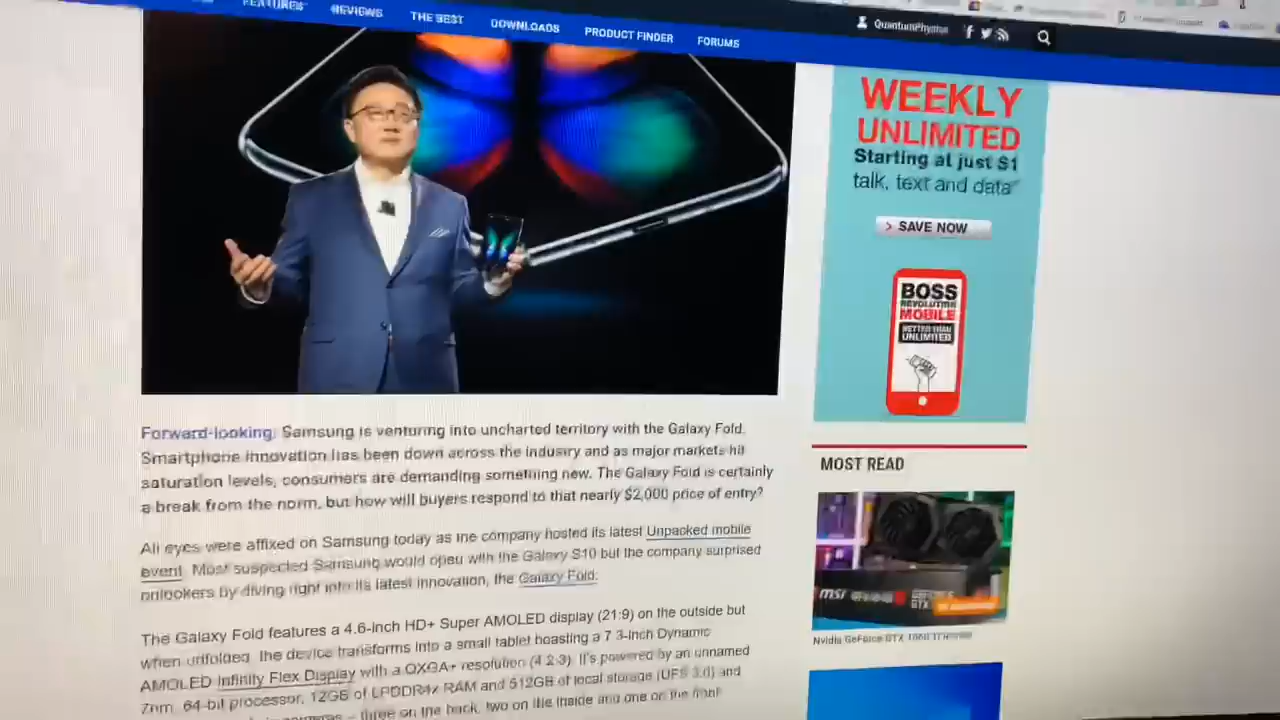 FEATURES
REVIEWS
THE BEST
DOWNLOADS
PRODUCT FINDER
FORUMS
WEEKLY
UNLIMITED
Starting at just $1
talk, text and data
> SAVE NOW
BOSS
REVOLUTION
MOBILE
BETTER THAN
UNLIMITED
Forward-looking: Samsung is venturing into uncharted territory with the Galaxy Fold.
Smartphone innovation has been down across the industry and as major markets hit
saturation levels, consumers are demanding something new. The Galaxy Fold is certainly
a break from the norm, but how will buyers respond to that nearly $2,000 price of entry?
All eyes were affixed on Samsung today as the company hosted its latest Unpacked mobile
event. Most suspected Samsung would open with the Galaxy S10 but the company surprised
onlookers by diving right into its latest innovation, the Galaxy Fold.
The Galaxy Fold features a 4.6-inch HD+ Super AMOLED display (21:9) on the outside but
when unfolded, the device transforms into a small tablet boasting a 7.3-inch Dynamic
AMOLED Infinity Flex Display with a QXGA+ resolution (4.2:3). It's powered by an unnamed
7nm, 64-bit processor, 12GB of LPDDR4x RAM and 512GB of local storage (UFS 3.0) and
cameras – three on the back, two on the inside and one on the front
MOST READ
msi
GEFORCE
GTX
Nvidia GeForce GTX